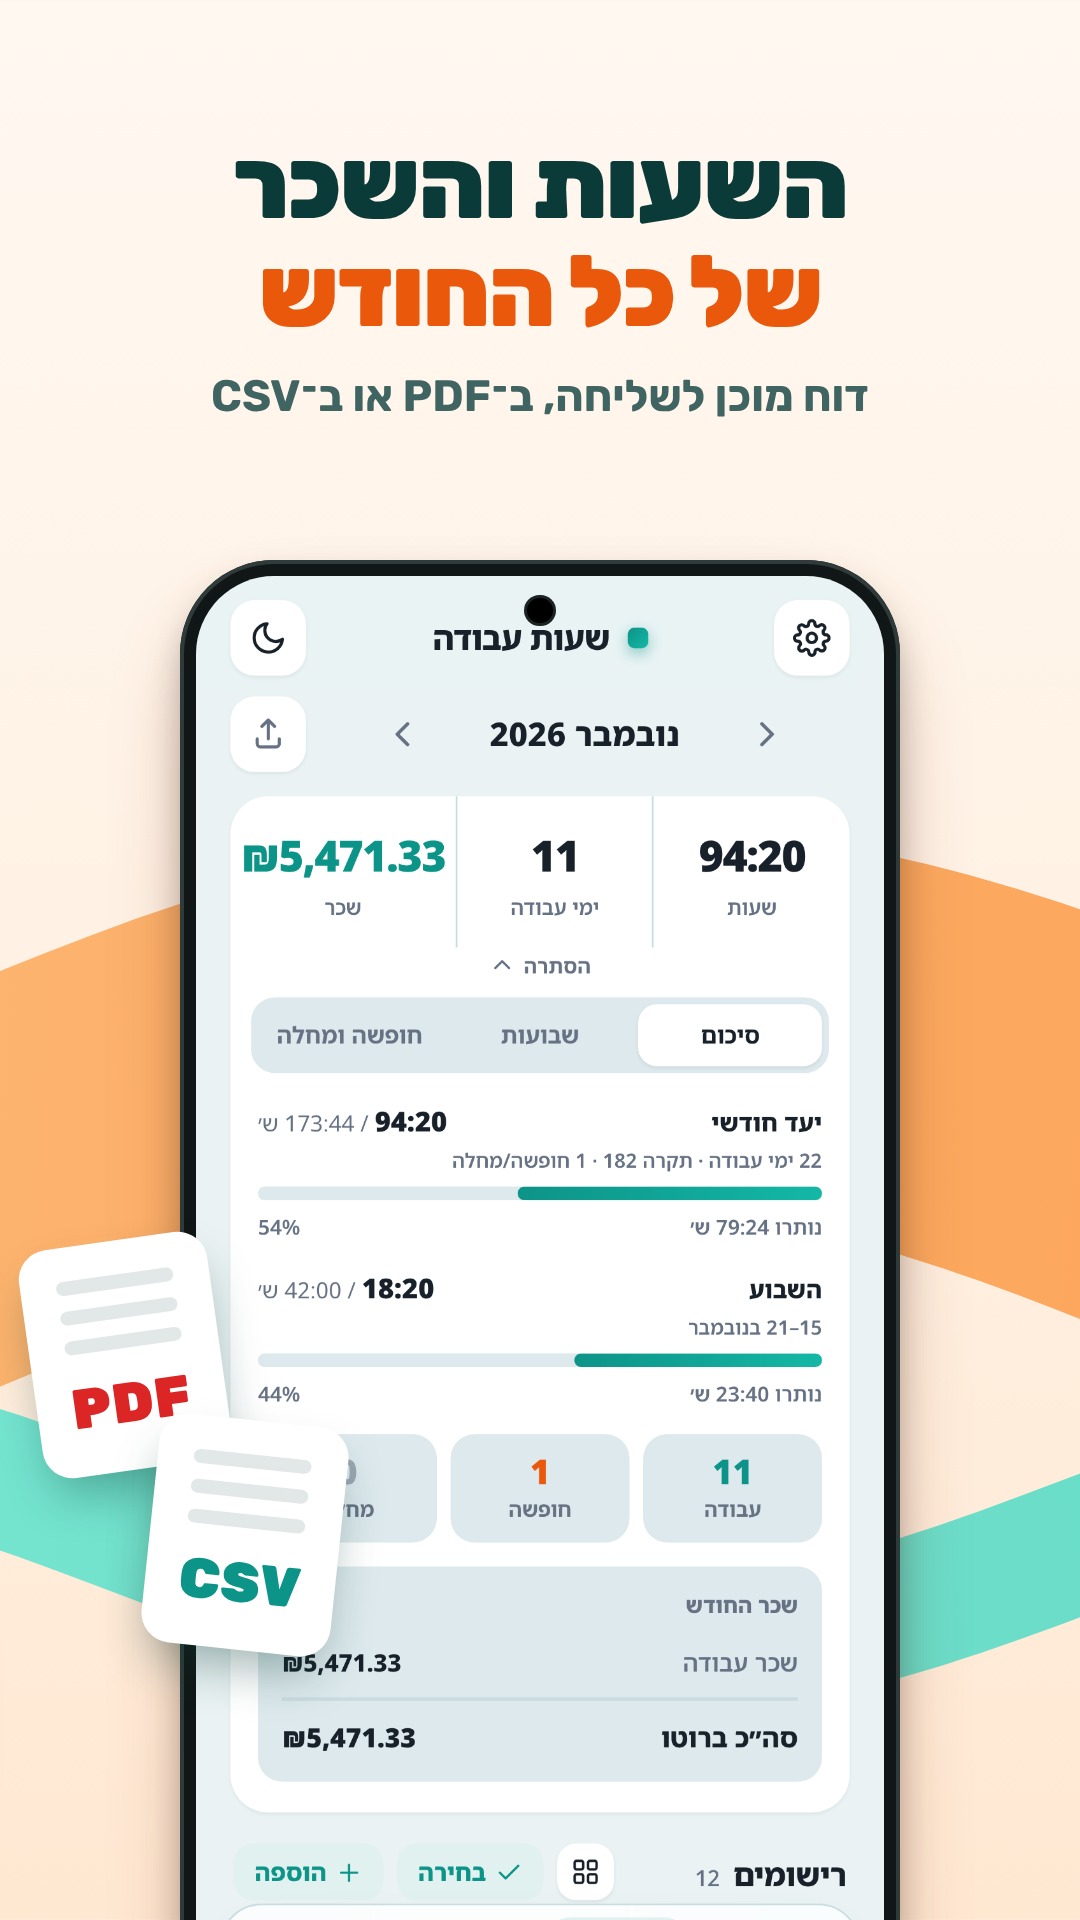 השעות והשכר
של כל החודש
דוח מוכן לשליחה, ב־PDF או ב־CSV
שעות עבודה
נובמבר 2026
94:20
שעות
11
ימי עבודה
₪5,471.33
שכר
הסתרה
סיכום
שבועות
חופשה ומחלה
יעד חודשי
94:20 / 173:44 ש׳
22 ימי עבודה · תקרה 182 · 1 חופשה/מחלה
נותרו 79:24 ש׳
54%
השבוע
18:20 / 42:00 ש׳
15–21 בנובמבר
נותרו 23:40 ש׳
44%
11
עבודה
1
חופשה
PDF
CSV
שכר החודש
שכר עבודה
₪5,471.33
סה״כ ברוטו
₪5,471.33
רישומים 12
בחירה
הוספה